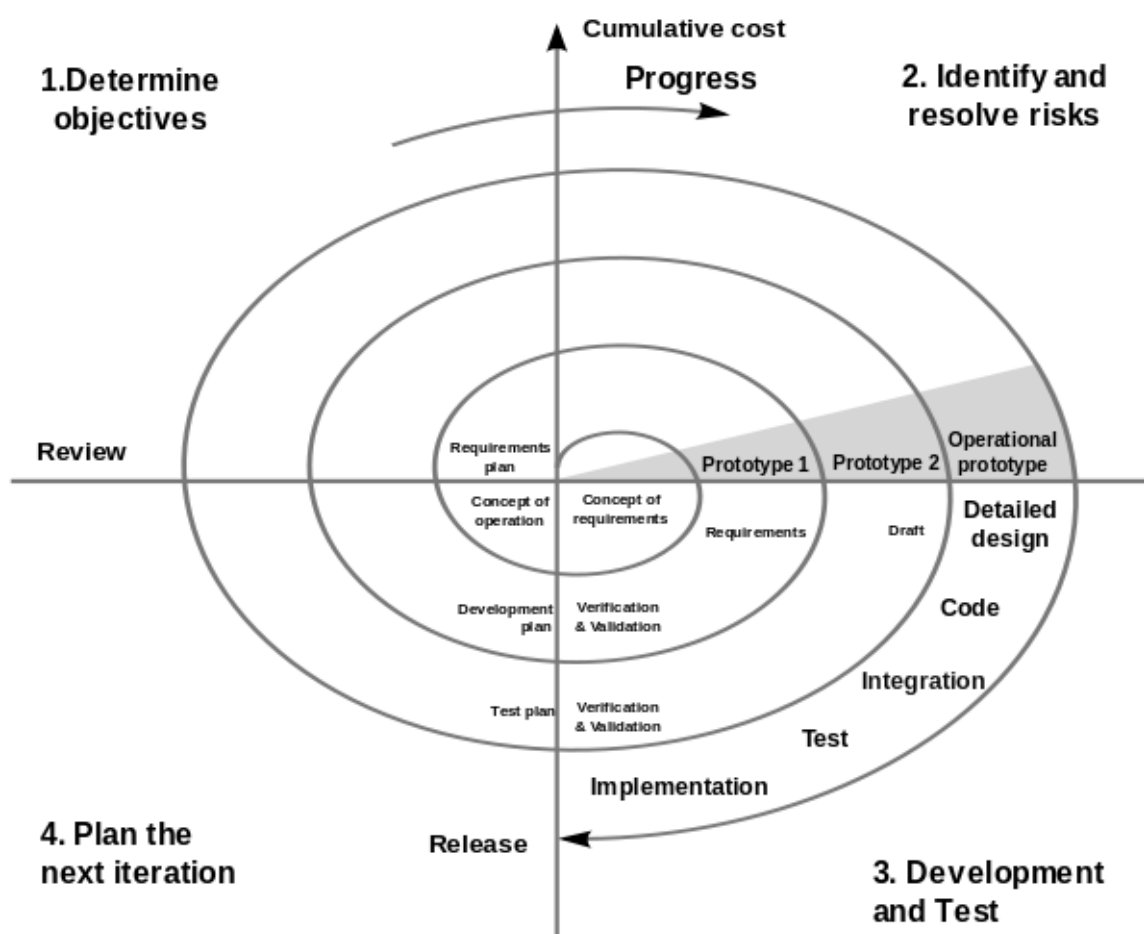 Cumulative cost
Progress
1.Determine
objectives
2. Identify and
resolve risks
Review
Requirements
plan
Prototype 1
Prototype 2
Operational
prototype
Concept of
operation
Concept of
requirements
Requirements
Draft
Detailed
design
Development
plan
Verification
& Validation
Code
Integration
Test plan
Verification
& Validation
Test
Implementation
Release
4. Plan the
next iteration
3. Development
and Test